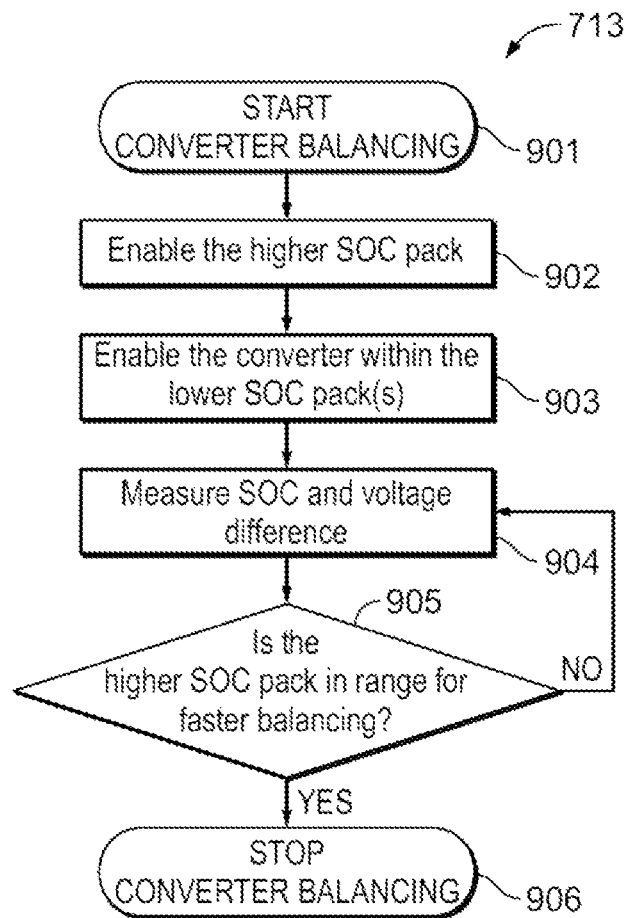 713
START
CONVERTER BALANCING
901
Enable the higher SOC pack
902
Enable the converter within the
lower SOC pack(s)
903
Measure SOC and voltage
difference
904
905
Is the
higher SOC pack in range for
faster balancing?
NO
YES
STOP
CONVERTER BALANCING
906